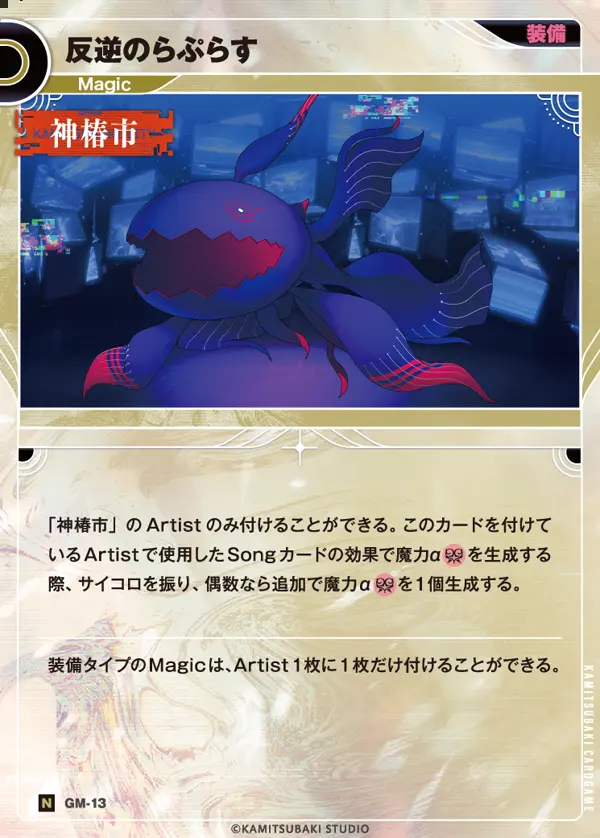 反逆のらぷらす
装備
Magic
神椿市
「神椿市」のArtistのみ付けることができる。このカードを付けて
いるArtistで使用したSongカードの効果で魔力αを生成する
際、サイコロを振り、偶数なら追加で魔力αを1個生成する。
装備タイプのMagicは、Artist 1枚に1枚だけ付けることができる。
KAMITSUBAKI CARDGAME
N GM-13
©KAMITSUBAKI STUDIO